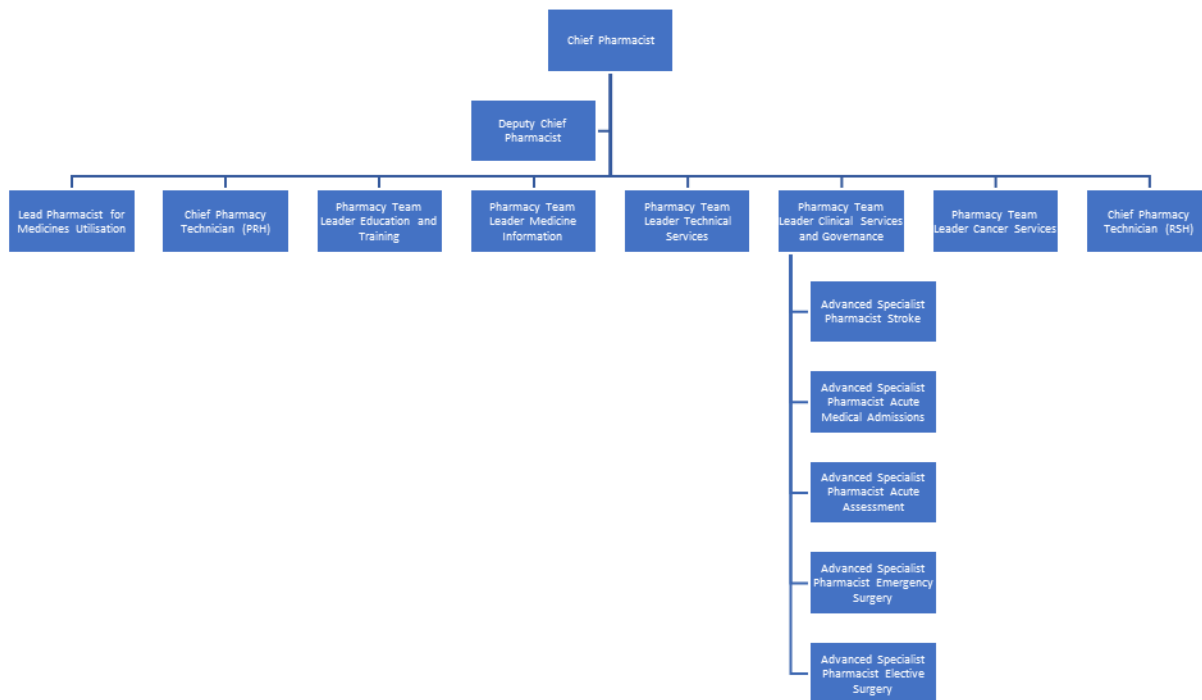 Chief Pharmacist
Deputy Chief
Pharmacist
Lead Pharmacist for
Medicines Utilisation
Chief Pharmacy
Technician (PRH)
Pharmacy Team
Leader Education and
Training
Pharmacy Team
Leader Medicine
Information
Pharmacy Team
Leader Technical
Services
Pharmacy Team
Leader Clinical Services
and Governance
Pharmacy Team
Leader Cancer Services
Chief Pharmacy
Technician (RSH)
Advanced Specialist
Pharmacist Stroke
Advanced Specialist
Pharmacist Acute
Medical Admissions
Advanced Specialist
Pharmacist Acute
Assessment
Advanced Specialist
Pharmacist Emergency
Surgery
Advanced Specialist
Pharmacist Elective
Surgery